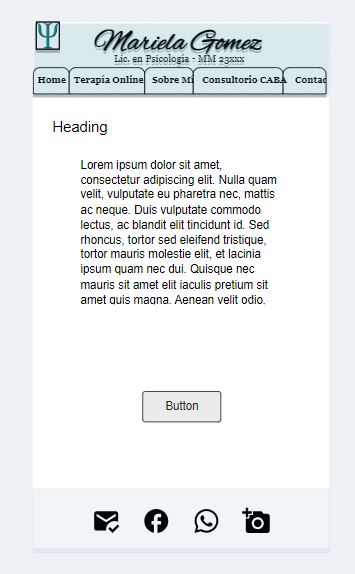 Ψ
Mariela Gomez
Lic. en Psicología - MM 23xxx
Home Terapia Online Sobre Mi Consultorio CABA Contac
Heading
Lorem ipsum dolor sit amet,
consectetur adipiscing elit. Nulla quam
velit, vulputate eu pharetra nec, mattis
ac neque. Duis vulputate commodo
lectus, ac blandit elit tincidunt id. Sed
rhoncus, tortor sed eleifend tristique,
tortor mauris molestie elit, et lacinia
ipsum quam nec dui. Quisque nec
mauris sit amet elit iaculis pretium sit
amet quis magna. Aenean velit odio,
Button